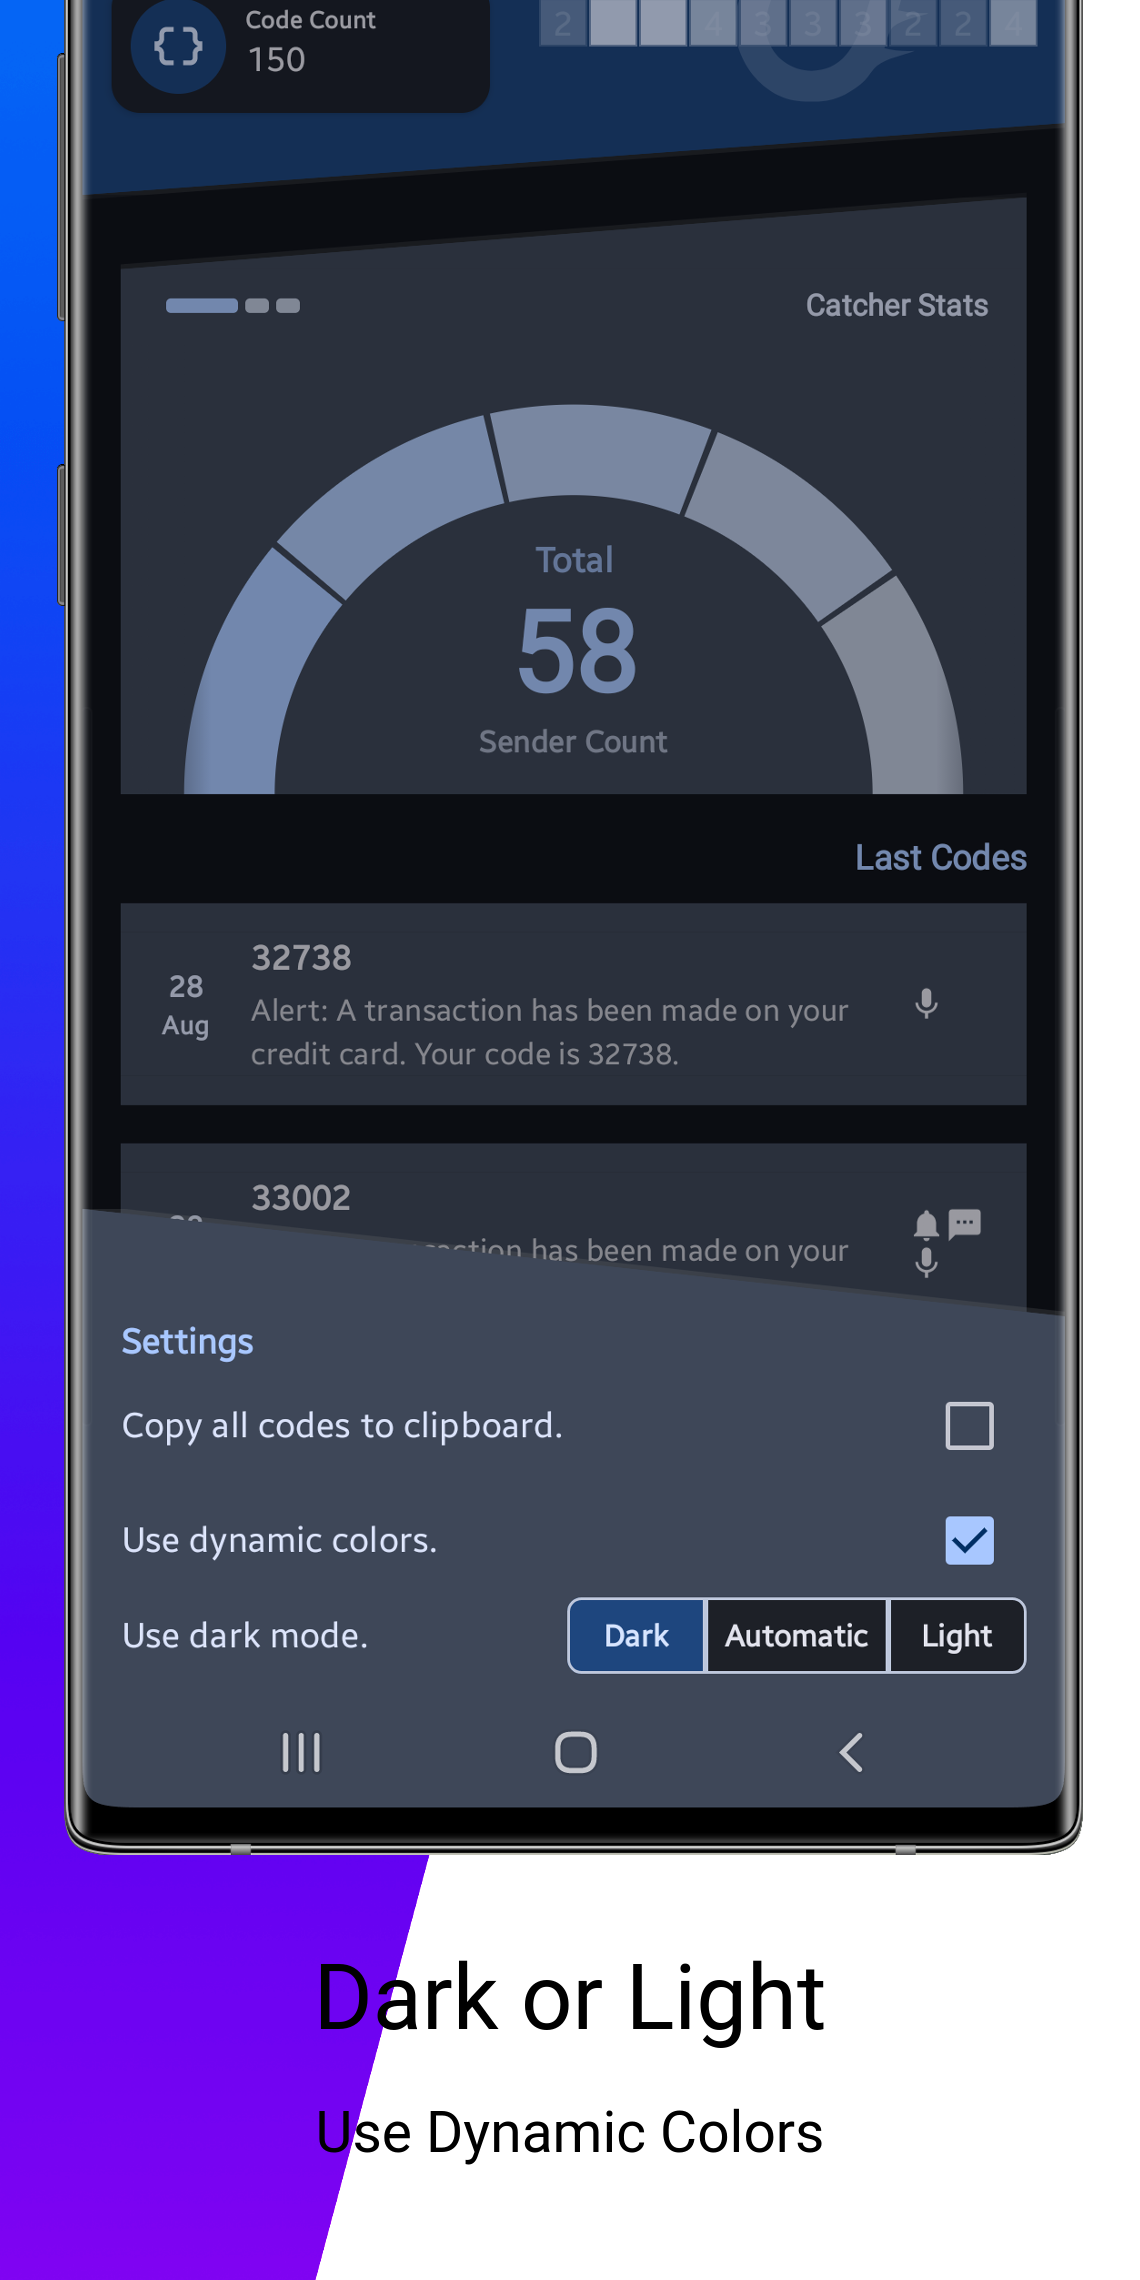 Code Count
150
2 4 3 3 3 2 2 4
Catcher Stats
Total
58
Sender Count
Last Codes
32738
28
Aug
Alert: A transaction has been made on your
credit card. Your code is 32738.
33002
has been made on your
Settings
Copy all codes to clipboard.
Use dynamic colors.
Use dark mode.
Dark Automatic Light
Dark or Light
Use Dynamic Colors